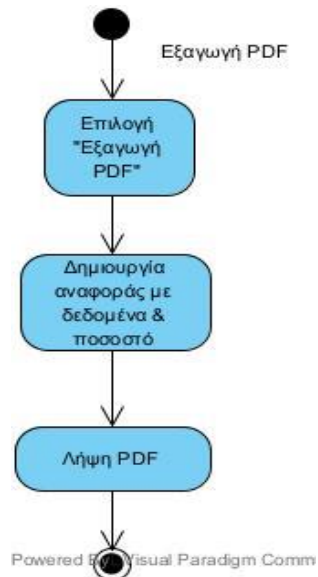 Εξαγωγή PDF
Επιλογή
"Εξαγωγή
PDF"
Δημιουργία
αναφοράς με
δεδομένα &
ποσοστό
Λήψη PDF
Powered By: Visual Paradigm Comm